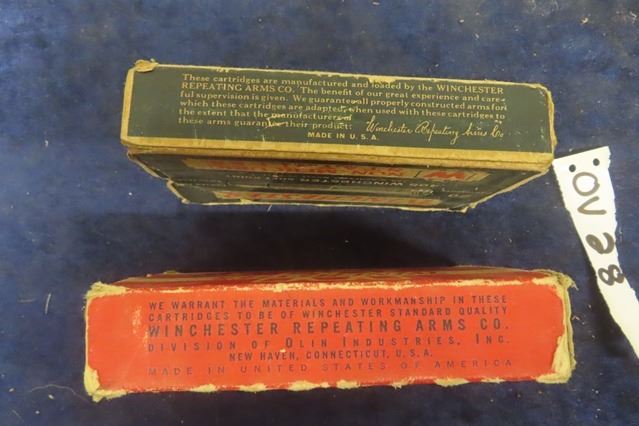 These cartridges are manufactured and loaded by the WINCHESTER
REPEATING ARMS CO. The benefit of our great experience and care-
ful supervision is given. We guarantee all properly constructed arms for
which these cartridges are adapted, when used with these cartridges to
the extent that the manufacturers of
these arms guarantee their product: Winchester Repeating Arms Co.
MADE IN U.S.A.
W
WE WARRANT THE MATERIALS AND WORKMANSHIP IN THESE
CARTRIDGES TO BE OF WINCHESTER STANDARD QUALITY
WINCHESTER REPEATING ARMS CO.
DIVISION OF OLIN INDUSTRIES, INC.
NEW HAVEN, CONNECTICUT, U.S.A.
MADE IN UNITED STATES OF AMERICA